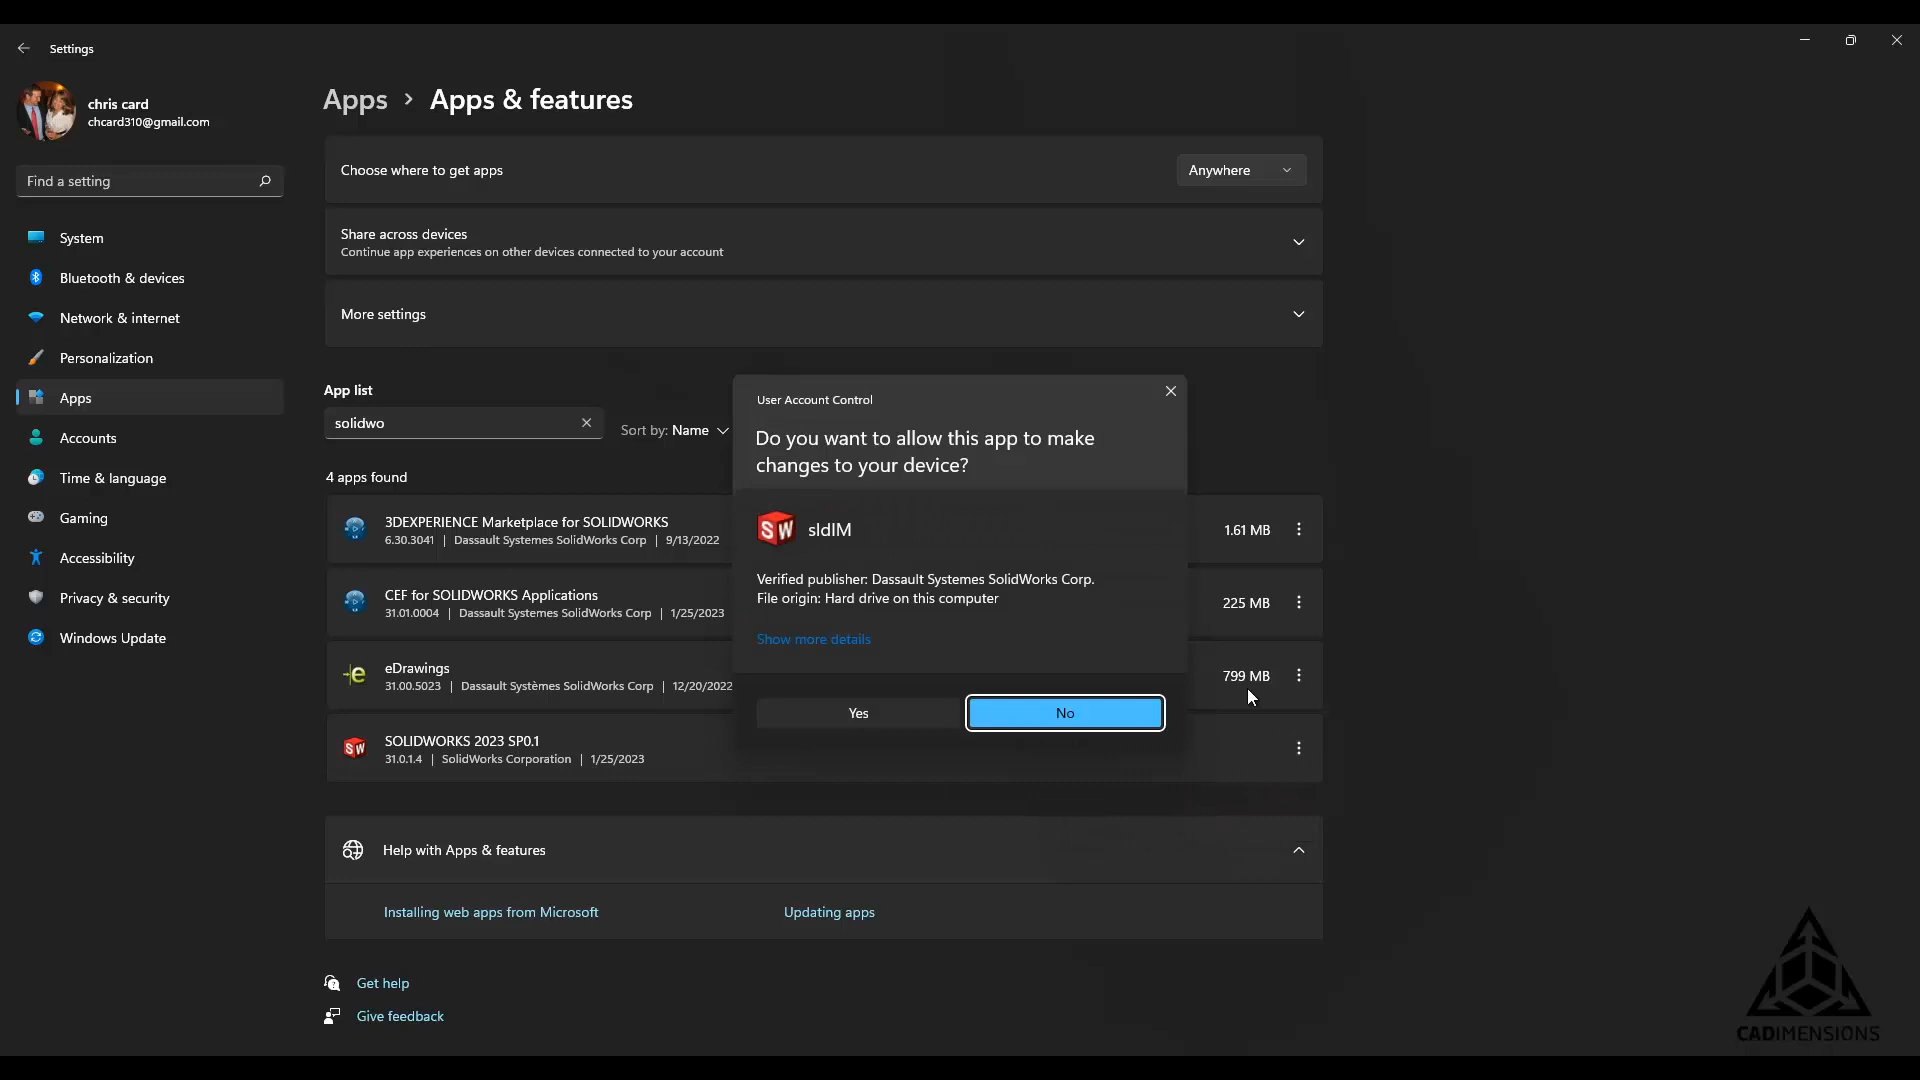 Settings
chris card
chcard310@gmail.com
Find a setting
System
Bluetooth & devices
Network & internet
Personalization
Apps
Accounts
Time & language
Gaming
Accessibility
Privacy & security
Windows Update
Apps > Apps & features
Choose where to get apps
Anywhere
Share across devices
Continue app experiences on other devices connected to your account
More settings
App list
solidwo
Sort by: Name
4 apps found
3DEXPERIENCE Marketplace for SOLIDWORKS
6.30.3041 | Dassault Systemes SolidWorks Corp | 9/13/2022
1.61 MB
CEF for SOLIDWORKS Applications
31.01.0004 | Dassault Systemes SolidWorks Corp | 1/25/2023
225 MB
eDrawings
31.00.5023 | Dassault Systèmes SolidWorks Corp | 12/20/2022
799 MB
SW
SOLIDWORKS 2023 SP0.1
31.0.1.4 | SolidWorks Corporation | 1/25/2023
User Account Control
Do you want to allow this app to make
changes to your device?
SW
sldIM
Verified publisher: Dassault Systemes SolidWorks Corp.
File origin: Hard drive on this computer
Show more details
Yes
No
Help with Apps & features
Installing web apps from Microsoft
Updating apps
Get help
Give feedback
CADIMENSIONS